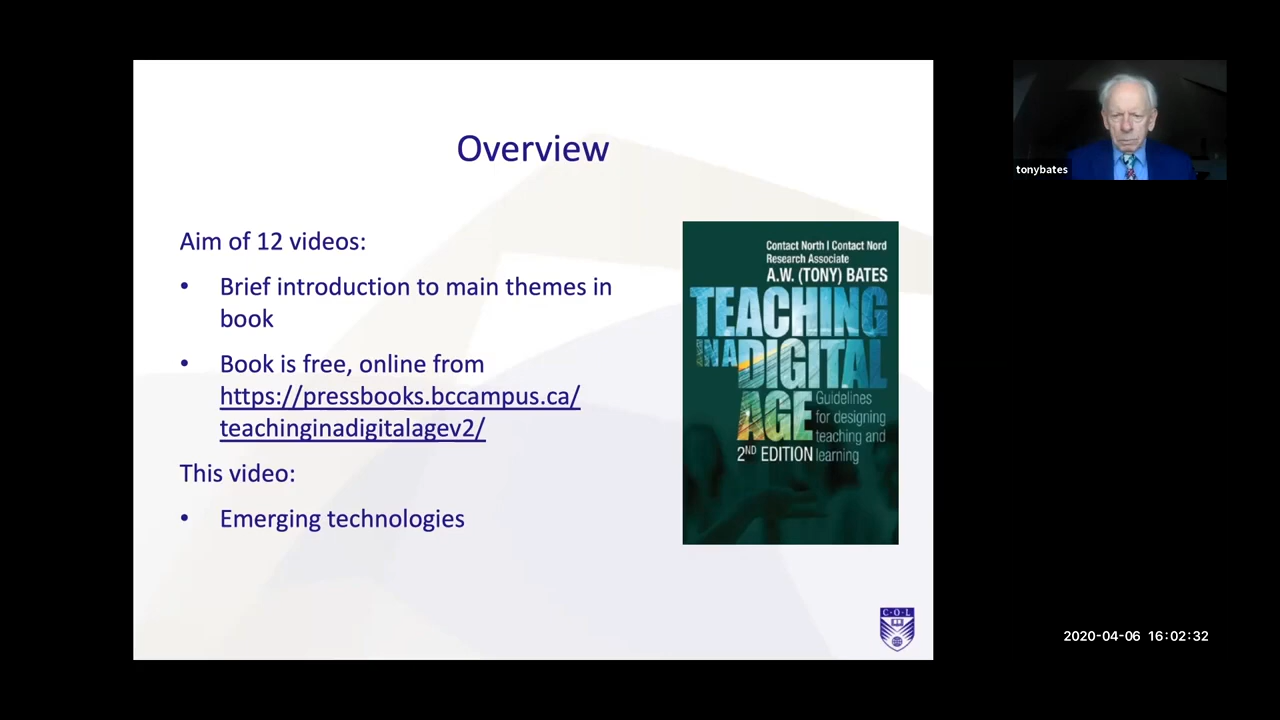 Overview
Aim of 12 videos:
• Brief introduction to main themes in
book
• Book is free, online from
https://pressbooks.bccampus.ca/
teachinginadigitalagev2/
This video:
• Emerging technologies
Contact North | Contact Nord
Research Associate
A.W. (TONY) BATES
TEACHING
IN A DIGITAL
AGE
Guidelines
for designing
teaching and
learning
2ND EDITION
C·O·L
tonybates
2020-04-06 16:02:32